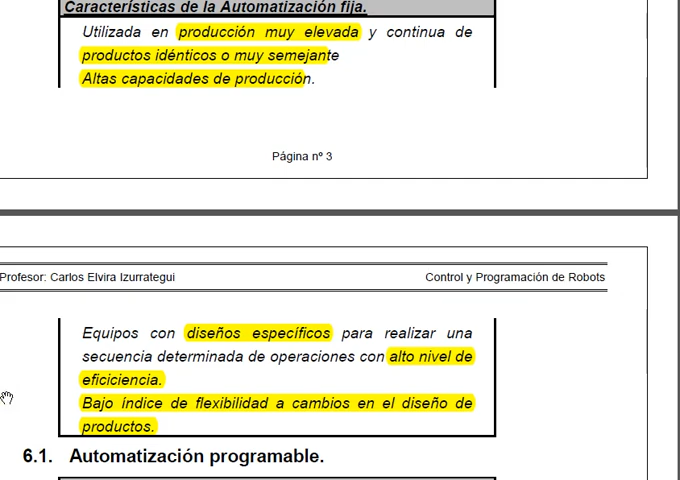 Características de la Automatización fija.
Utilizada en producción muy elevada y continua de
productos idénticos o muy semejante
Altas capacidades de producción.
Página nº 3
Profesor: Carlos Elvira Izurrategui
Control y Programación de Robots
Equipos con diseños específicos para realizar una
secuencia determinada de operaciones con alto nivel de
eficiciencia.
Bajo índice de flexibilidad a cambios en el diseño de
productos.
6.1. Automatización programable.